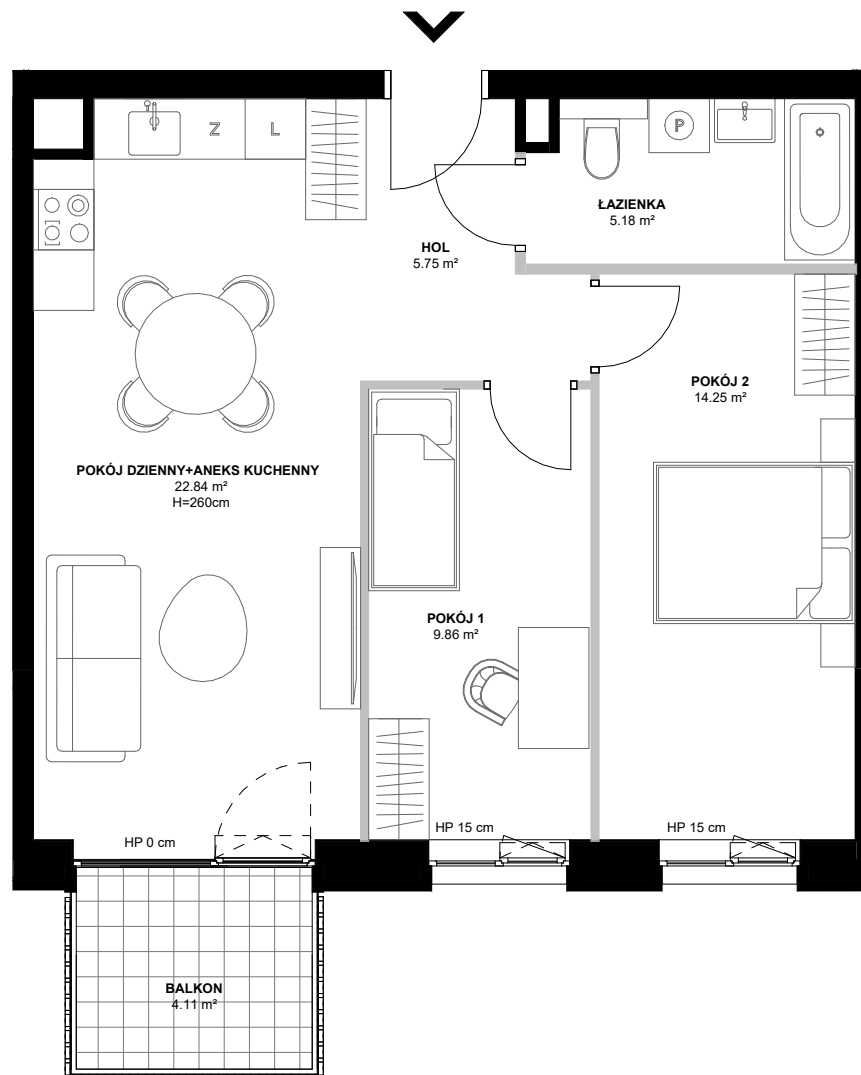 Z
L
P
ŁAZIENKA
5.18 m²
HOL
5.75 m²
POKÓJ 2
14.25 m²
POKÓJ DZIENNY+ANEKS KUCHENNY
22.84 m²
H=260cm
POKÓJ 1
9.86 m²
HP 0 cm
HP 15 cm
HP 15 cm
BALKON
4.11 m²